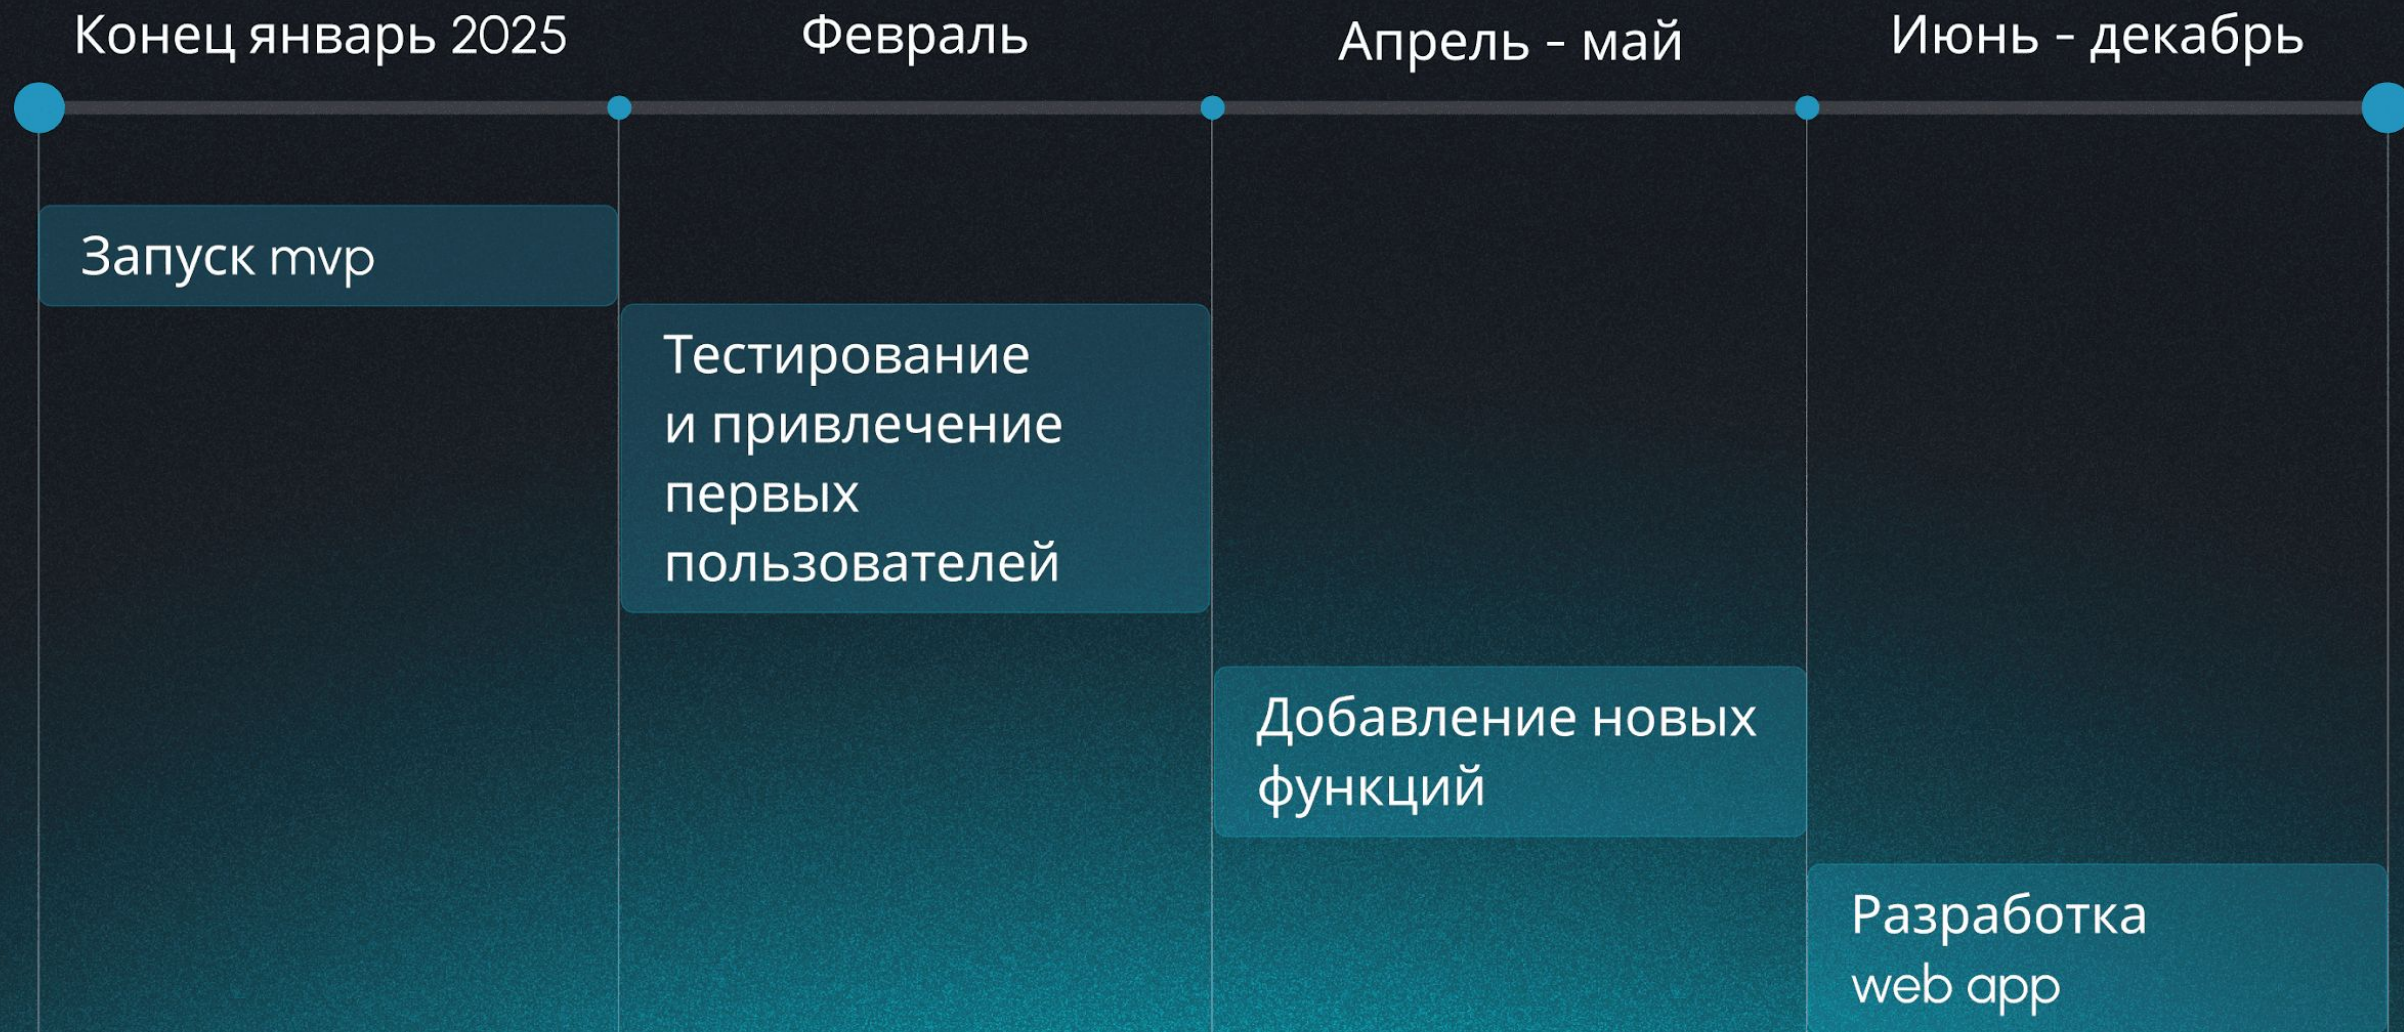 Конец январь 2025
Февраль
Апрель - май
Июнь - декабрь
Запуск mvp
Тестирование
и привлечение
первых
пользователей
Добавление новых
функций
Разработка
web app